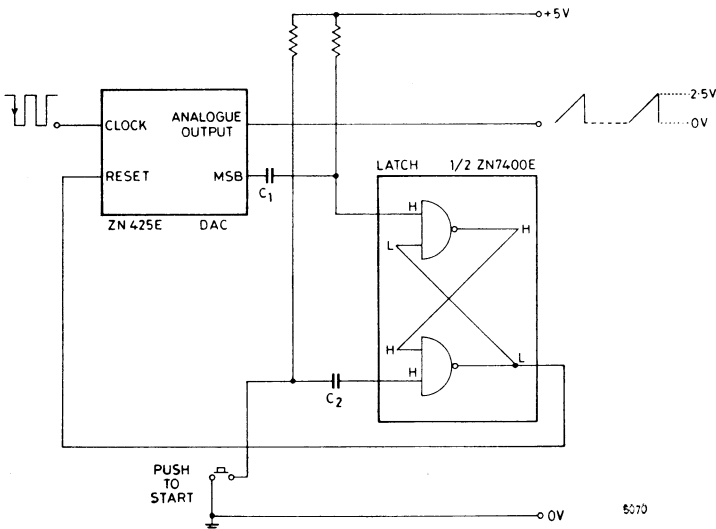 +5V
CLOCK
ANALOGUE
OUTPUT
2·5V
0V
RESET
MSB
C1
ZN 425E DAC
LATCH 1/2 ZN7400E
H
H
L
H
L
H
C2
PUSH
TO
START
0V
5070